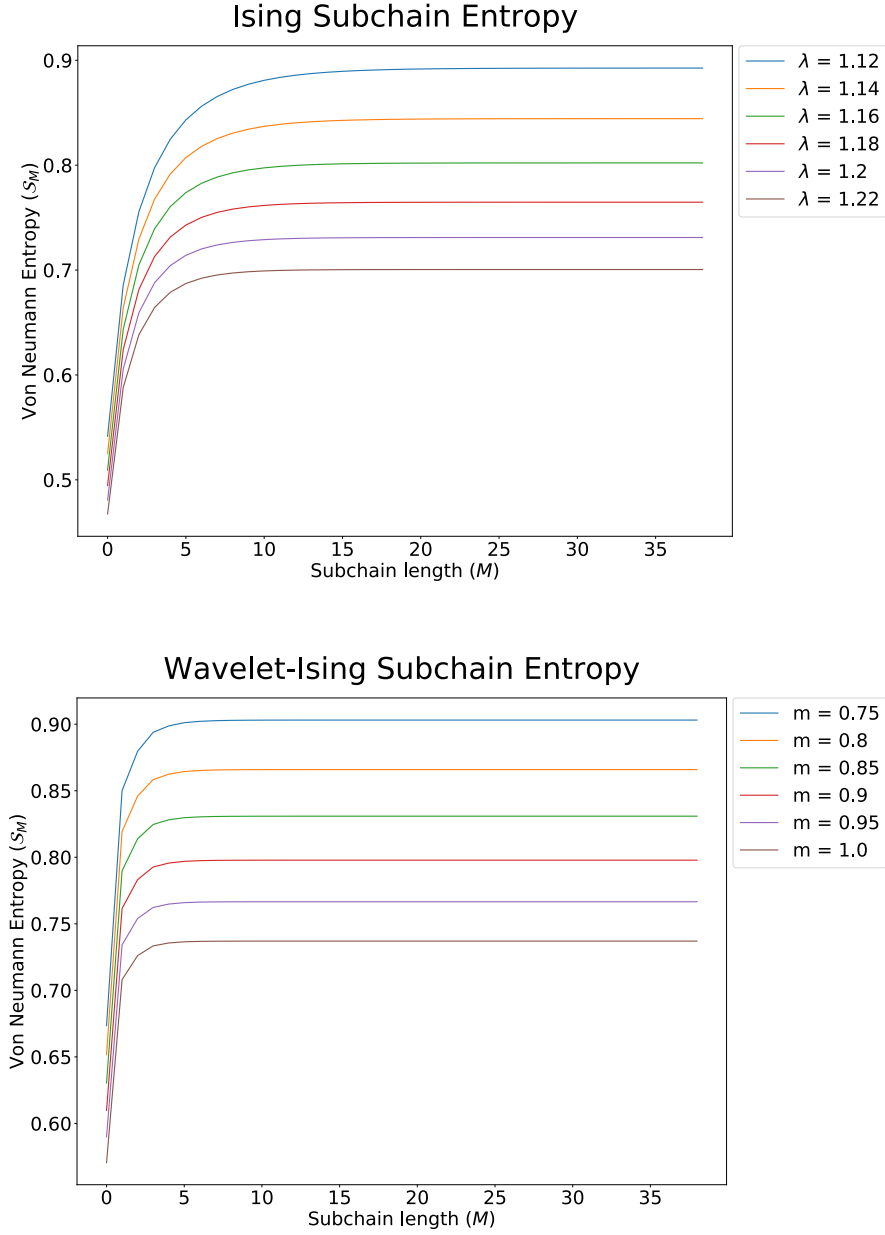 Ising Subchain Entropy
0.9
0.8
0.7
0.6
0.5
Von Neumann Entropy (𝒮_M)
0 5 10 15 20 25 30 35
Subchain length (M)
λ = 1.12
λ = 1.14
λ = 1.16
λ = 1.18
λ = 1.2
λ = 1.22
Wavelet-Ising Subchain Entropy
0.90
0.85
0.80
0.75
0.70
0.65
0.60
Von Neumann Entropy (𝒮_M)
0 5 10 15 20 25 30 35
Subchain length (M)
m = 0.75
m = 0.8
m = 0.85
m = 0.9
m = 0.95
m = 1.0